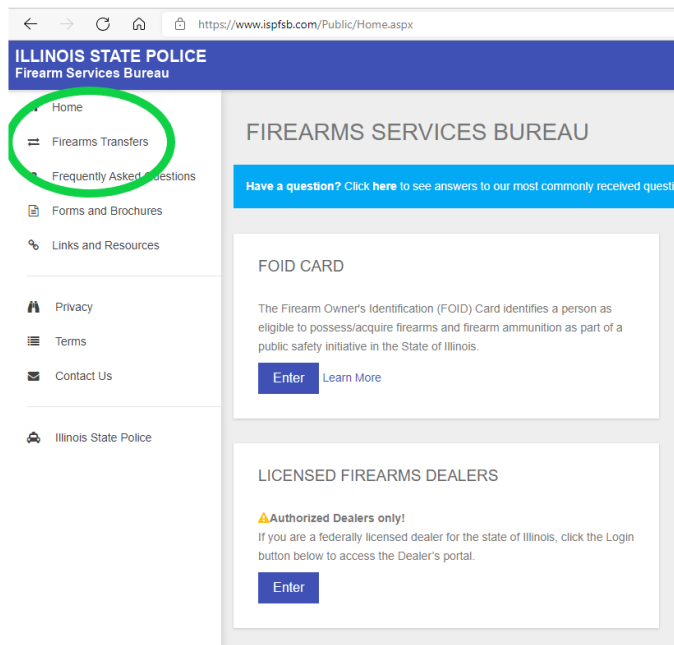 https://www.ispfsb.com/Public/Home.aspx
ILLINOIS STATE POLICE
Firearm Services Bureau
Home
Firearms Transfers
Frequently Asked Questions
Forms and Brochures
Links and Resources
Privacy
Terms
Contact Us
Illinois State Police
FIREARMS SERVICES BUREAU
Have a question? Click here to see answers to our most commonly received questi
FOID CARD
The Firearm Owner's Identification (FOID) Card identifies a person as
eligible to possess/acquire firearms and firearm ammunition as part of a
public safety initiative in the State of Illinois.
Enter Learn More
LICENSED FIREARMS DEALERS
Authorized Dealers only!
If you are a federally licensed dealer for the state of Illinois, click the Login
button below to access the Dealer's portal.
Enter